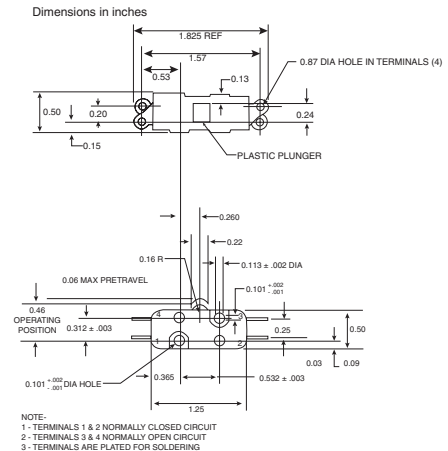 Dimensions in inches
1.825 REF
1.57
0.87 DIA HOLE IN TERMINALS (4)
0.53
0.13
0.50
0.20
0.24
0.15
PLASTIC PLUNGER
0.260
0.22
0.16 R
0.113 ± .002 DIA
0.06 MAX PRETRAVEL
0.101 +.002 -.001
0.46
OPERATING
POSITION
0.312 ± .003
4
3
0.25
0.50
1
2
0.03
0.09
0.365
0.532 ± .003
0.101 +.002 -.001 DIA HOLE
1.25
NOTE-
1 - TERMINALS 1 & 2 NORMALLY CLOSED CIRCUIT
2 - TERMINALS 3 & 4 NORMALLY OPEN CIRCUIT
3 - TERMINALS ARE PLATED FOR SOLDERING